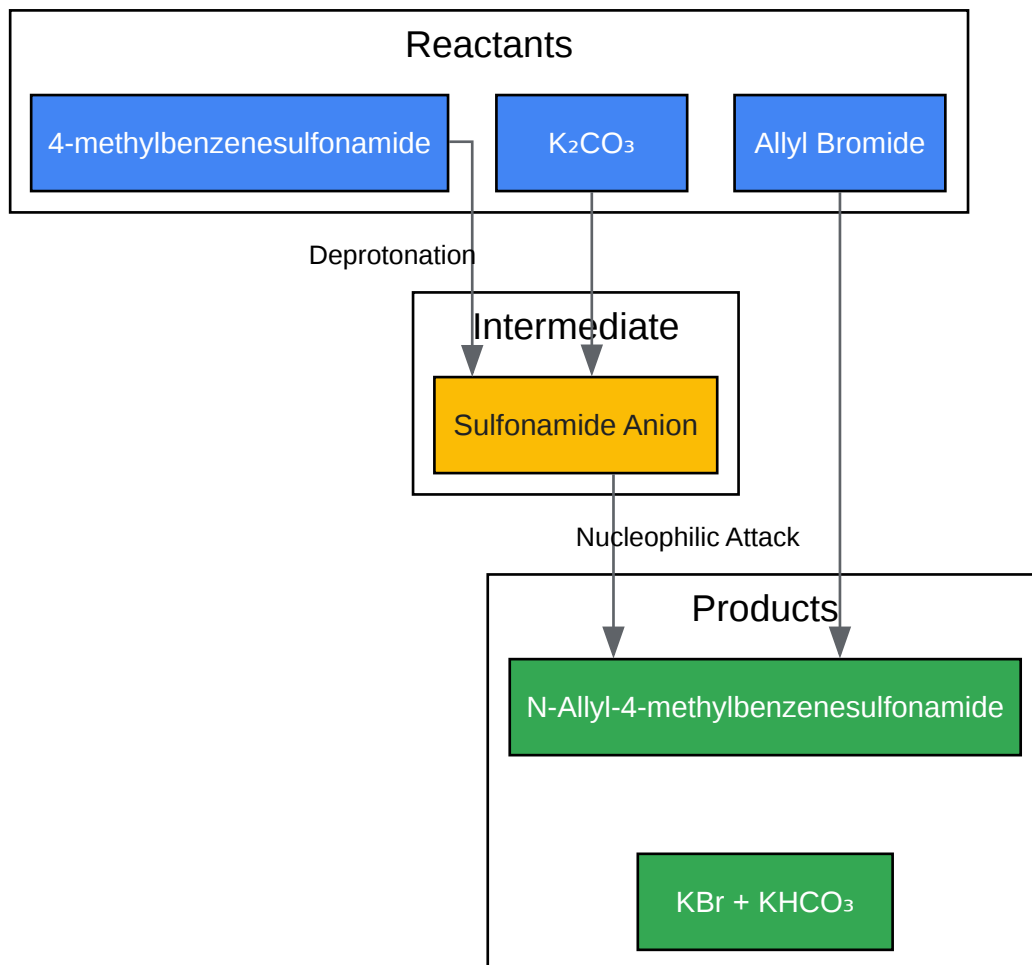 Reactants
4-methylbenzenesulfonamide
K₂CO₃
Allyl Bromide
Deprotonation
Intermediate
Sulfonamide Anion
Nucleophilic Attack
Products
N-Allyl-4-methylbenzenesulfonamide
KBr + KHCO₃